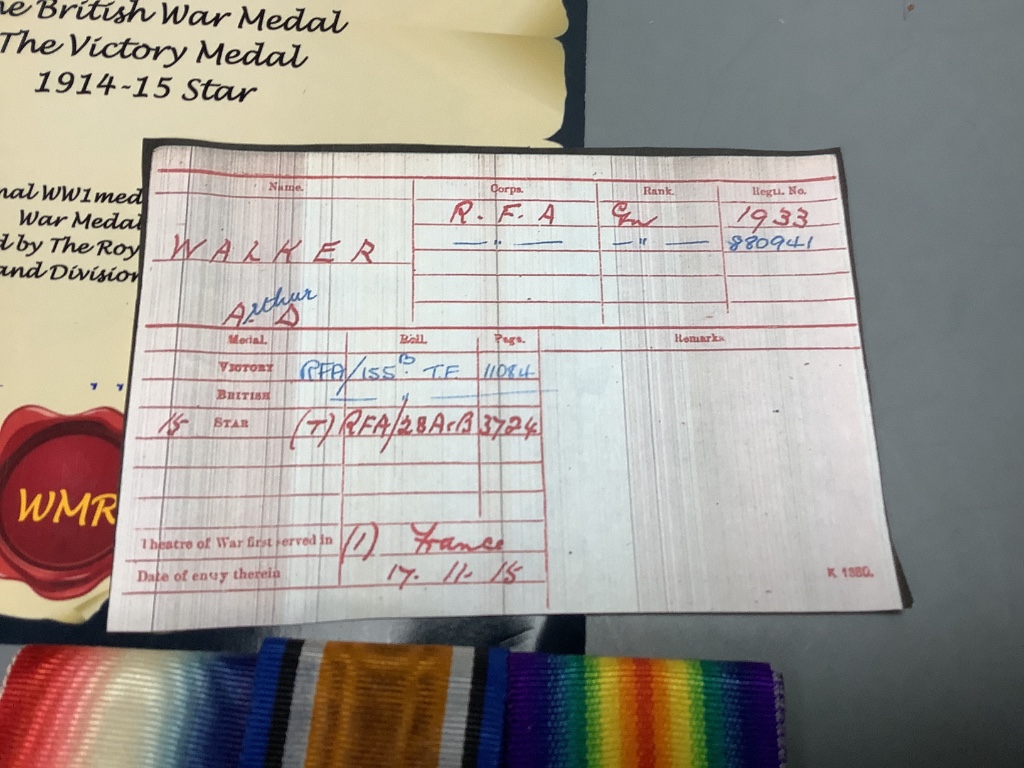 e British War Medal
The Victory Medal
1914-15 Star
nal WW1 med
War Medal
d by The Roy
and Division
WMR
Name. Corps. Rank. Regtl. No.
R. F. A Gnr 1933
— " — — " — 880941
WALKER
Arthur D
Medal. Roll. Page. Remarks
VICTORY RFA/155B. T.F. 11084
BRITISH — " —
15 STAR (T) RFA/28A&B 3724
Theatre of War first served in (1) France
Date of entry therein 17. 11. 15
K 1380.